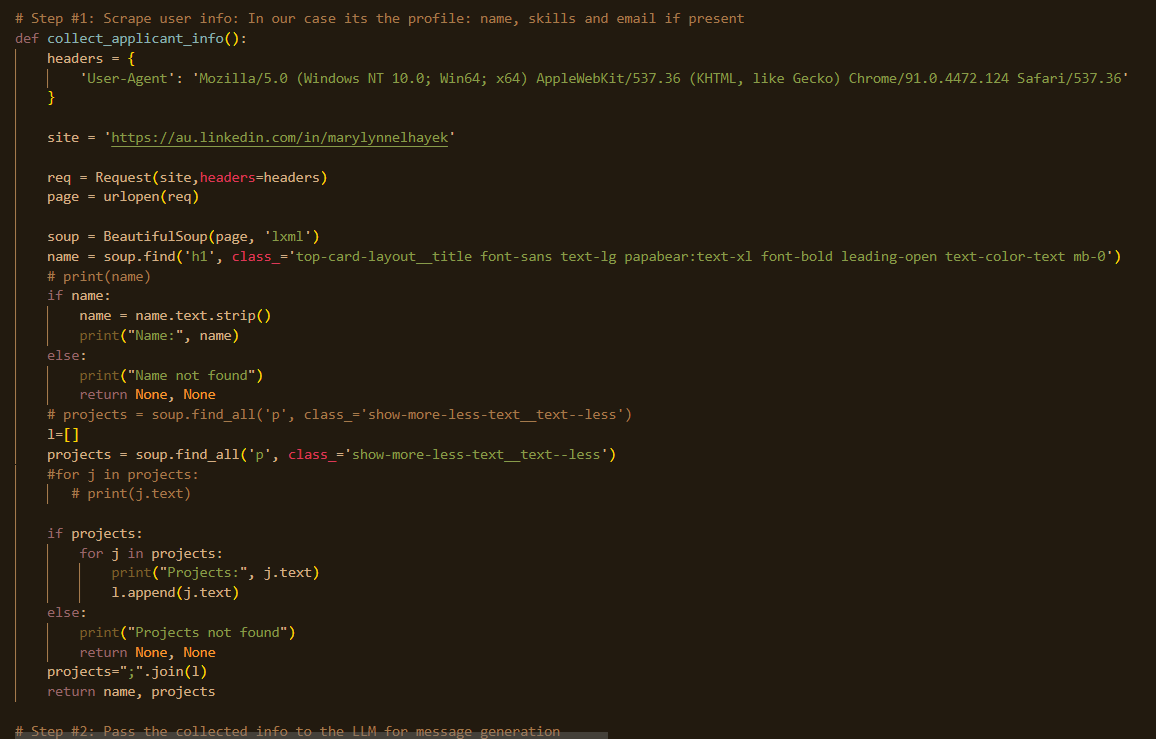 # Step #1: Scrape user info: In our case its the profile: name, skills and email if present
def collect_applicant_info():
    headers = {
        'User-Agent': 'Mozilla/5.0 (Windows NT 10.0; Win64; x64) AppleWebKit/537.36 (KHTML, like Gecko) Chrome/91.0.4472.124 Safari/537.36'
    }
    site = 'https://au.linkedin.com/in/marylynnelhayek'
    req = Request(site,headers=headers)
    page = urlopen(req)
    soup = BeautifulSoup(page, 'lxml')
    name = soup.find('h1', class_='top-card-layout__title font-sans text-lg papabear:text-xl font-bold leading-open text-color-text mb-0')
    # print(name)
    if name:
        name = name.text.strip()
        print("Name:", name)
    else:
        print("Name not found")
        return None, None
    # projects = soup.find_all('p', class_='show-more-less-text__text--less')
    l=[]
    projects = soup.find_all('p', class_='show-more-less-text__text--less')
    #for j in projects:
       # print(j.text)
    if projects:
        for j in projects:
            print("Projects:", j.text)
            l.append(j.text)
    else:
        print("Projects not found")
        return None, None
    projects=";".join(l)
    return name, projects
# Step #2: Pass the collected info to the LLM for message generation